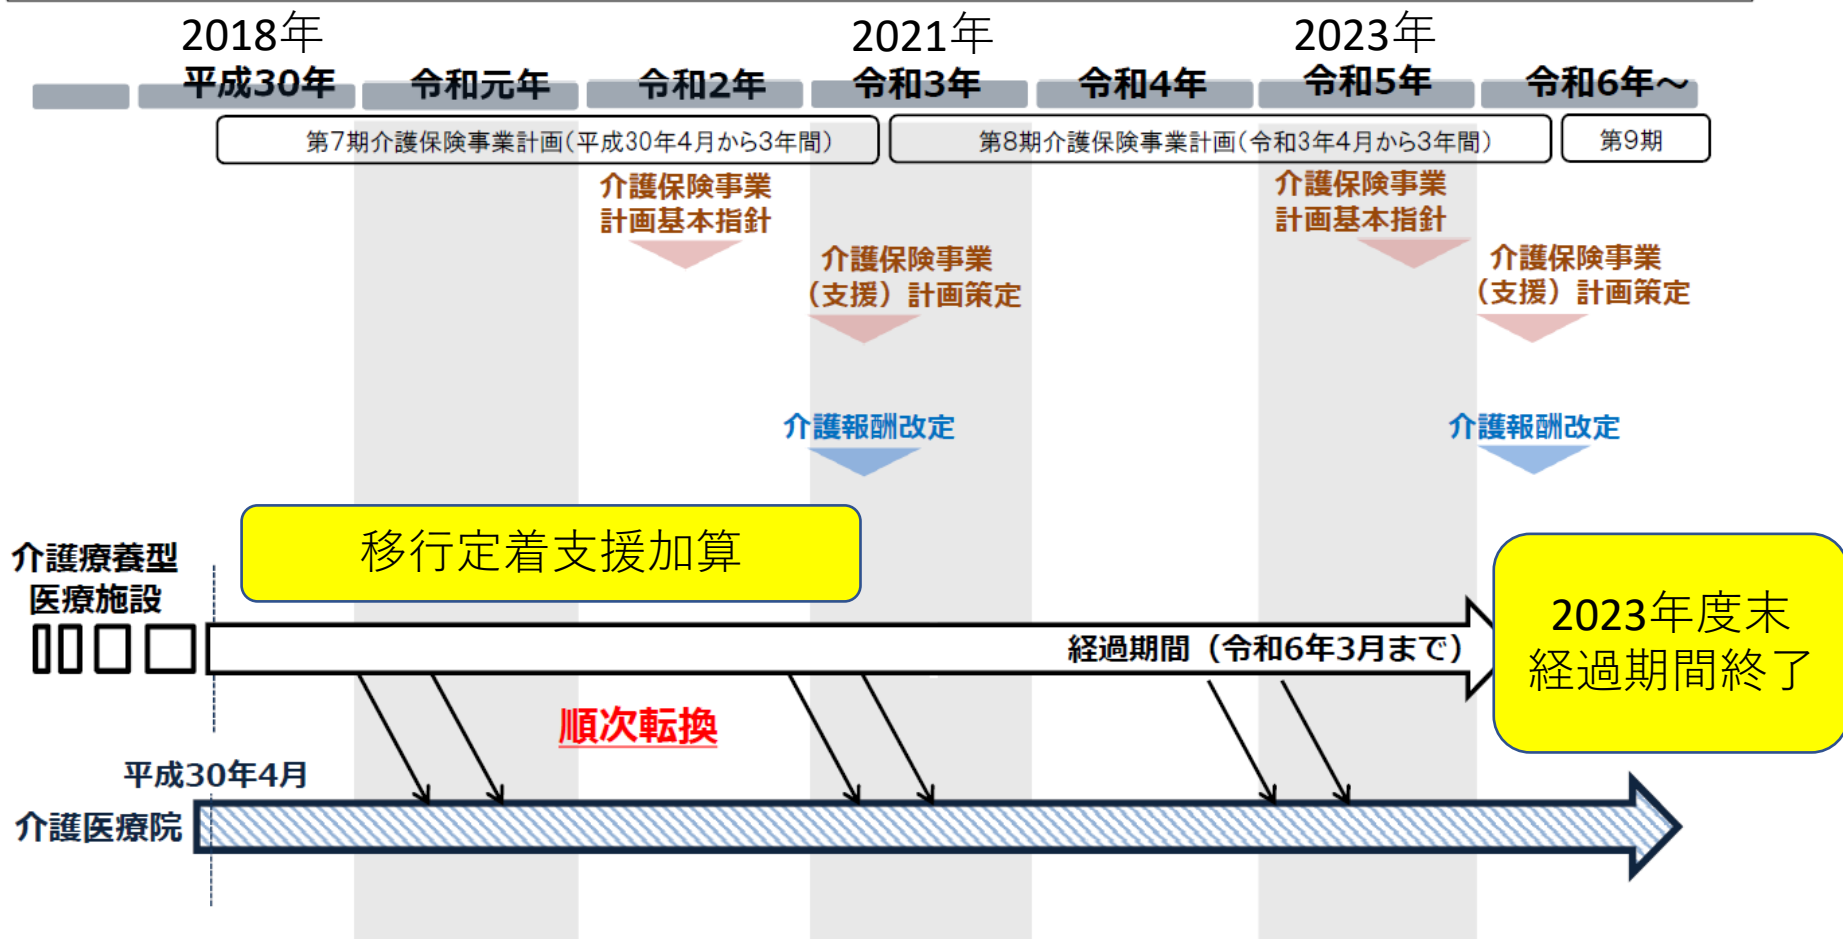 2018年
2021年
2023年
平成30年
令和元年
令和2年
令和3年
令和4年
令和5年
令和6年～
第7期介護保険事業計画（平成30年4月から3年間）
第8期介護保険事業計画（令和3年4月から3年間）
第9期
介護保険事業
計画基本指針
介護保険事業
（支援）計画策定
介護保険事業
計画基本指針
介護保険事業
（支援）計画策定
介護報酬改定
介護報酬改定
移行定着支援加算
介護療養型
医療施設
経過期間（令和6年3月まで）
2023年度末
経過期間終了
順次転換
平成30年4月
介護医療院